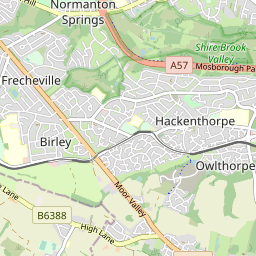 Normanton
Springs
Shire Brook
Valley
A57
Mosborough Pa
Frecheville
Hackenthorpe
Birley
Owlthorpe
Moor Valley
B6388
Lane
High Lane